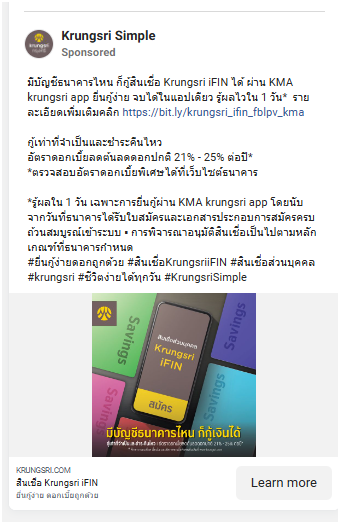 Krungsri Simple
Sponsored
krungsri
กรุงศรี
มีบัญชีธนาคารไหน ก็กู้สินเชื่อ Krungsri iFIN ได้ ผ่าน KMA
krungsri app ยื่นกู้ง่าย จบได้ในแอปเดียว รู้ผลไวใน 1 วัน* ราย
ละเอียดเพิ่มเติมคลิก https://bit.ly/krungsri_ifin_fblpv_kma
กู้เท่าที่จำเป็นและชำระคืนไหว
อัตราดอกเบี้ยลดต้นลดดอกปกติ 21% - 25% ต่อปี*
*ตรวจสอบอัตราดอกเบี้ยพิเศษได้ที่เว็บไซต์ธนาคาร
*รู้ผลใน 1 วัน เฉพาะการยื่นกู้ผ่าน KMA krungsri app โดยนับ
จากวันที่ธนาคารได้รับใบสมัครและเอกสารประกอบการสมัครครบ
ถ้วนสมบูรณ์เข้าระบบ • การพิจารณาอนุมัติสินเชื่อเป็นไปตามหลัก
เกณฑ์ที่ธนาคารกำหนด
#ยื่นกู้ง่ายดอกถูกด้วย #สินเชื่อKrungsriiFIN #สินเชื่อส่วนบุคคล
#krungsri #ชีวิตง่ายได้ทุกวัน #KrungsriSimple
Savings
Savings
Savings
Savings
สินเชื่อส่วนบุคคล
Krungsri
iFIN
สมัคร
มีบัญชีธนาคารไหน ก็กู้เงินได้
KRUNGSRI.COM
สินเชื่อ Krungsri iFIN
ยื่นกู้ง่าย ดอกเบี้ยถูกด้วย
Learn more